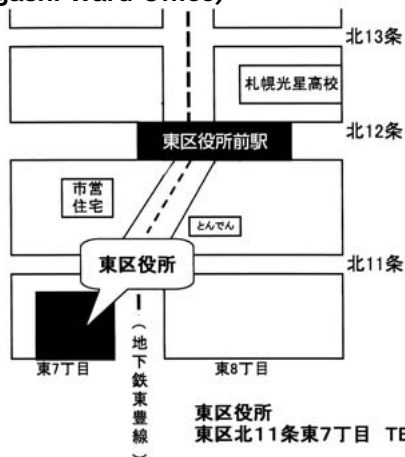 gashi Ward Office)
北13条
札幌光星高校
北12条
東区役所前駅
市営
住宅
とんでん
東区役所
北11条
東7丁目
東8丁目
（地下鉄東豊線）
東区役所
東区北11条東7丁目 TE